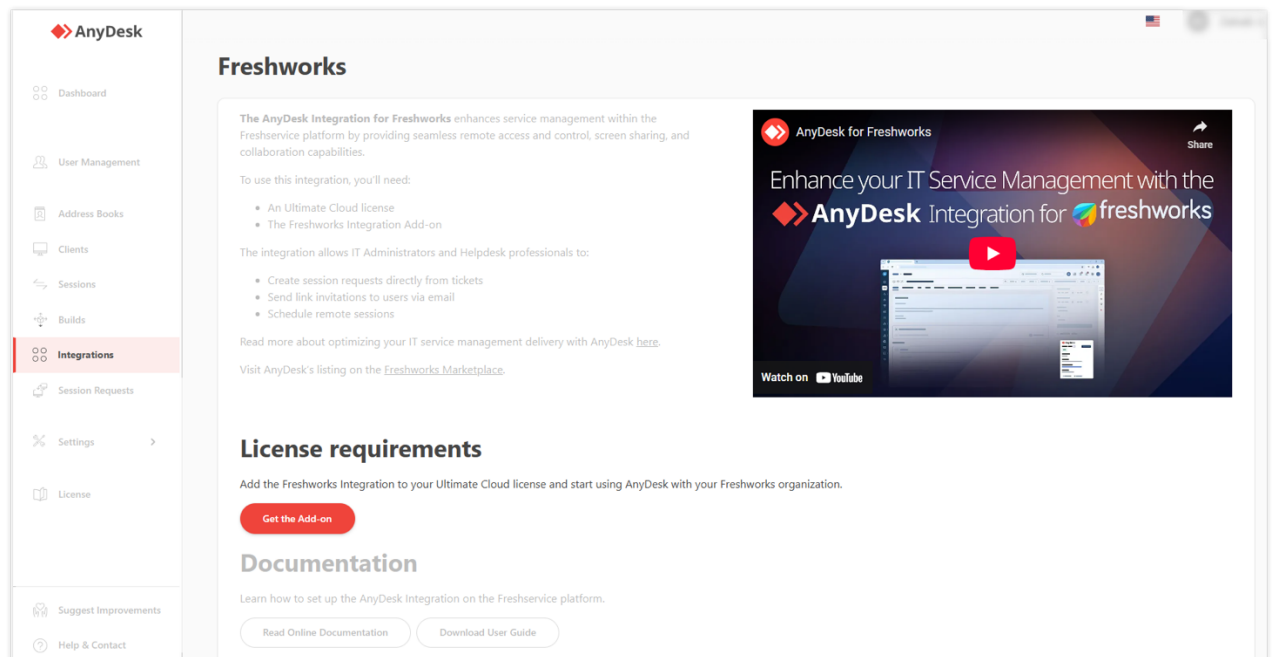 AnyDesk
Dashboard
User Management
Address Books
Clients
Sessions
Builds
Integrations
Session Requests
Settings
License
Suggest Improvements
Help & Contact
Freshworks
The AnyDesk Integration for Freshworks enhances service management within the
Freshservice platform by providing seamless remote access and control, screen sharing, and
collaboration capabilities.
To use this integration, you'll need:
• An Ultimate Cloud license
• The Freshworks Integration Add-on
The integration allows IT Administrators and Helpdesk professionals to:
• Create session requests directly from tickets
• Send link invitations to users via email
• Schedule remote sessions
Read more about optimizing your IT service management delivery with AnyDesk here.
Visit AnyDesk's listing on the Freshworks Marketplace.
AnyDesk for Freshworks
Share
Enhance your IT Service Management with the
AnyDesk Integration for freshworks
Watch on YouTube
License requirements
Add the Freshworks Integration to your Ultimate Cloud license and start using AnyDesk with your Freshworks organization.
Get the Add-on
Documentation
Learn how to set up the AnyDesk Integration on the Freshservice platform.
Read Online Documentation
Download User Guide